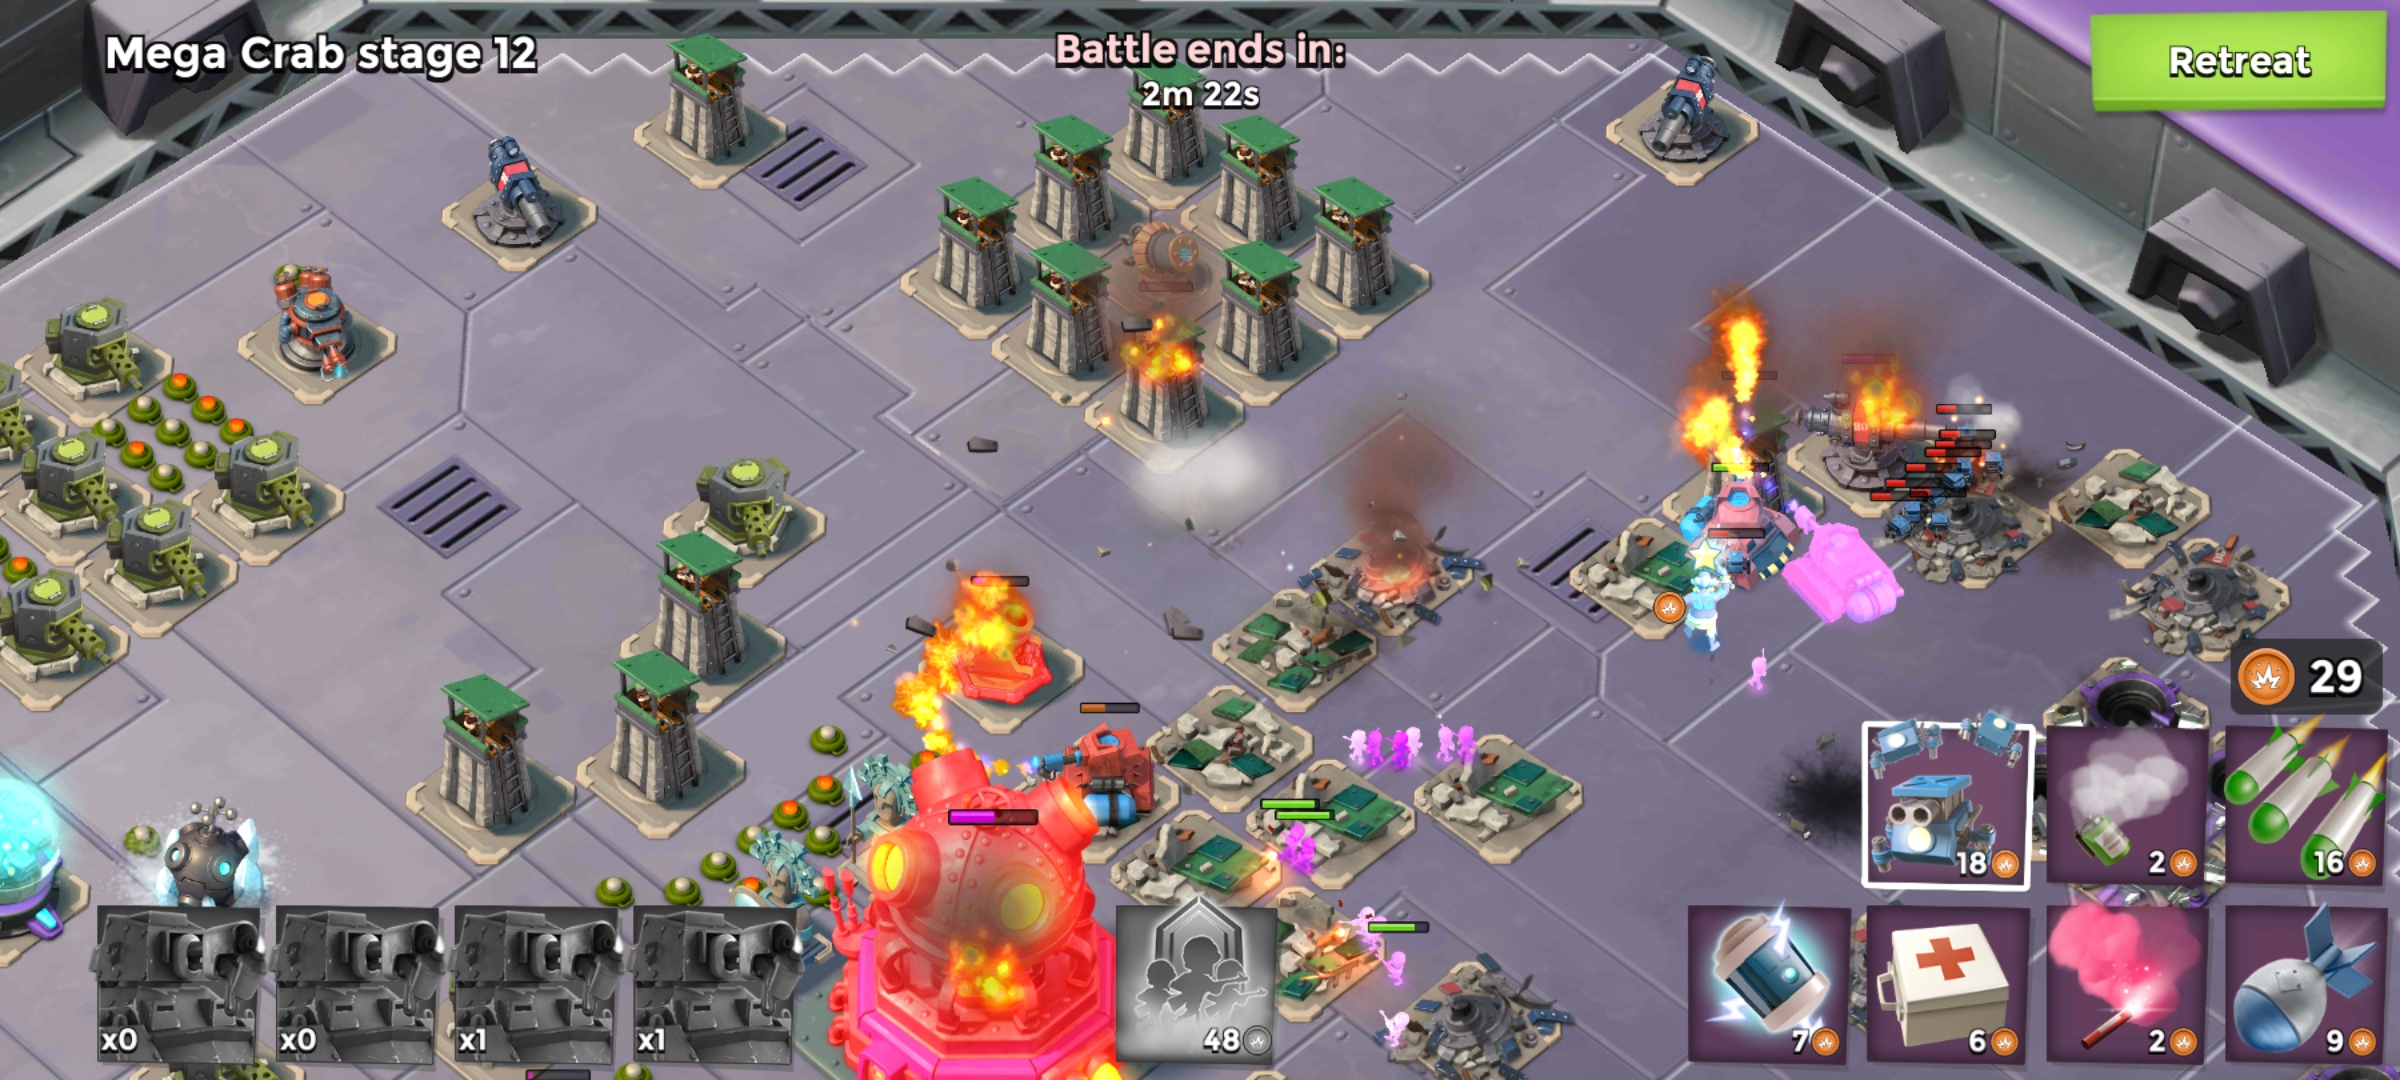 Mega Crab stage 12
Battle ends in:
2m 22s
Retreat
29
18
2
16
x0
x0
x1
x1
48
7
6
2
9